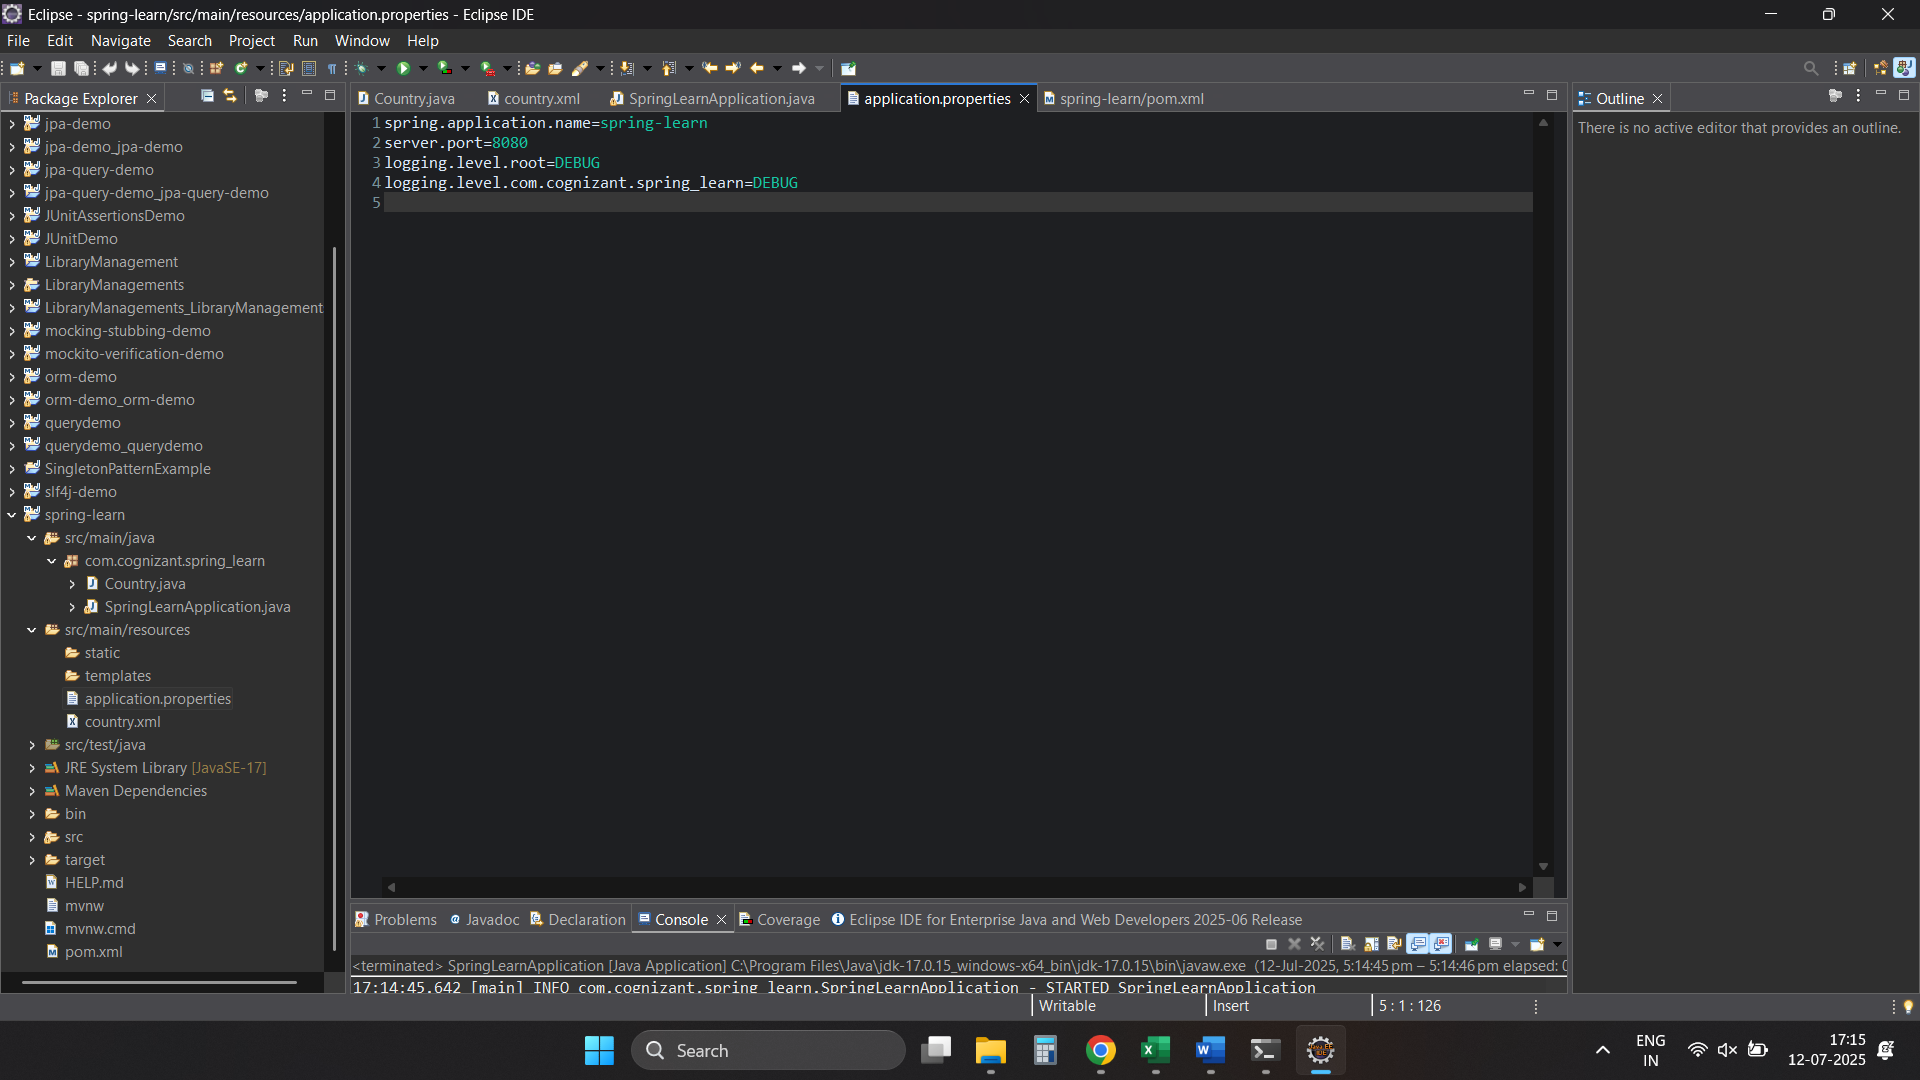 Eclipse - spring-learn/src/main/resources/application.properties - Eclipse IDE
File Edit Navigate Search Project Run Window Help
Package Explorer
jpa-demo
jpa-demo_jpa-demo
jpa-query-demo
jpa-query-demo_jpa-query-demo
JUnitAssertionsDemo
JUnitDemo
LibraryManagement
LibraryManagements
LibraryManagements_LibraryManagement
mocking-stubbing-demo
mockito-verification-demo
orm-demo
orm-demo_orm-demo
querydemo
querydemo_querydemo
SingletonPatternExample
slf4j-demo
spring-learn
src/main/java
com.cognizant.spring_learn
Country.java
SpringLearnApplication.java
src/main/resources
static
templates
application.properties
country.xml
src/test/java
JRE System Library [JavaSE-17]
Maven Dependencies
bin
src
target
HELP.md
mvnw
mvnw.cmd
pom.xml
Country.java country.xml SpringLearnApplication.java application.properties spring-learn/pom.xml
1 spring.application.name=spring-learn
2 server.port=8080
3 logging.level.root=DEBUG
4 logging.level.com.cognizant.spring_learn=DEBUG
5
Outline
There is no active editor that provides an outline.
Problems Javadoc Declaration Console Coverage Eclipse IDE for Enterprise Java and Web Developers 2025-06 Release
<terminated> SpringLearnApplication [Java Application] C:\Program Files\Java\jdk-17.0.15_windows-x64_bin\jdk-17.0.15\bin\javaw.exe (12-Jul-2025, 5:14:45 pm – 5:14:46 pm elapsed: 0
17:14:45.642 [main] INFO com.cognizant.spring_learn.SpringLearnApplication - STARTED SpringLearnApplication
Writable Insert 5 : 1 : 126
Search
ENG
IN
17:15
12-07-2025